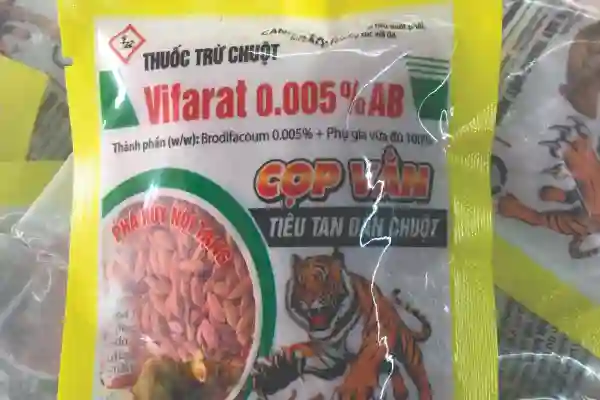 THUỐC TRỪ CHUỘT
Vifarat 0.005%AB
Thành phần (w/w): Brodifacoum 0.005% + Phụ gia vừa đủ 100%
CỌP VẰN
TIÊU TAN ĐÀN CHUỘT
PHÁ HỦY NỘI TẠNG